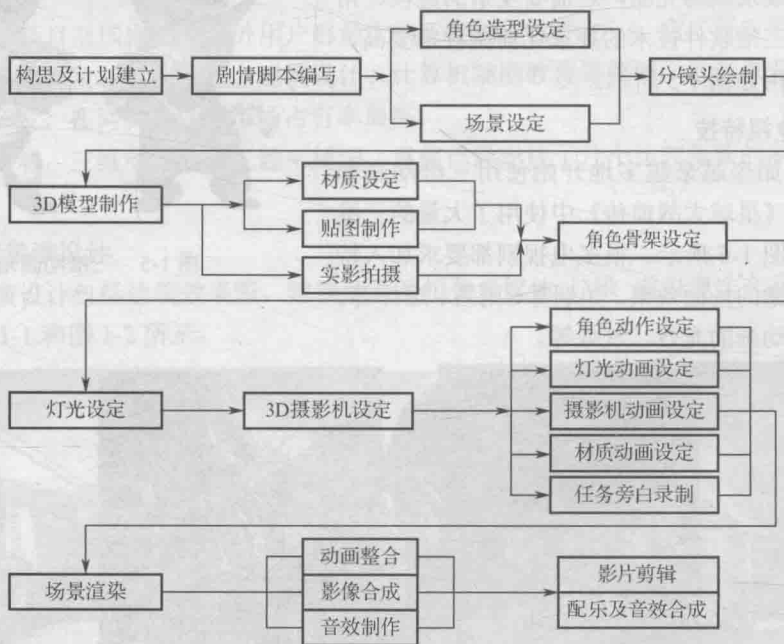 角色造型设定
构思及计划建立
剧情脚本编写
分镜头绘制
场景设定
3D模型制作
材质设定
贴图制作
实影拍摄
角色骨架设定
灯光设定
3D摄影机设定
角色动作设定
灯光动画设定
摄影机动画设定
材质动画设定
任务旁白录制
场景渲染
动画整合
影像合成
音效制作
影片剪辑
配乐及音效合成